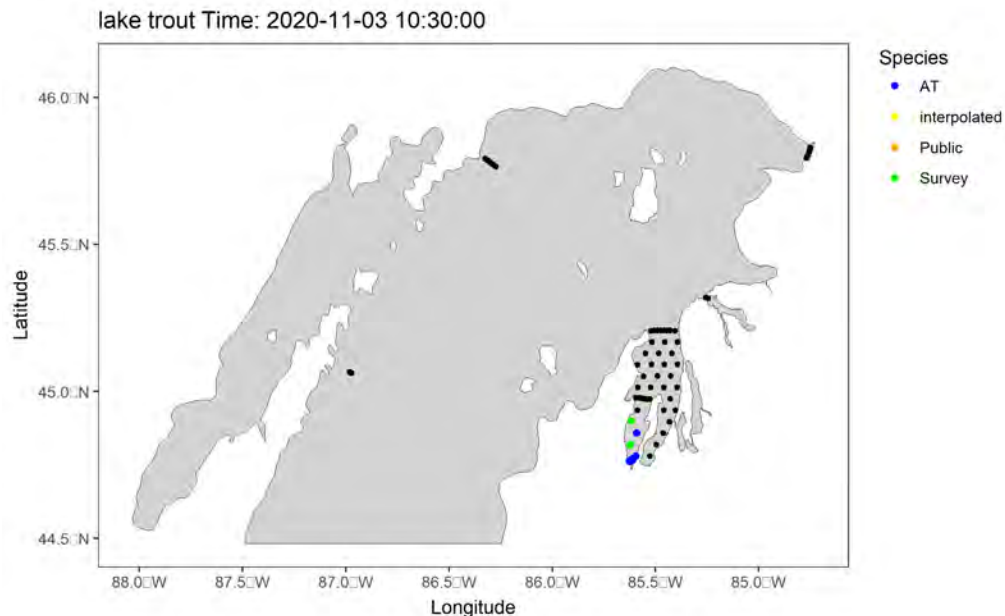 lake trout Time: 2020-11-03 10:30:00
Species
AT
interpolated
Public
Survey
46.0□N
45.5□N
45.0□N
44.5□N
Latitude
88.0□W 87.5□W 87.0□W 86.5□W 86.0□W 85.5□W 85.0□W
Longitude